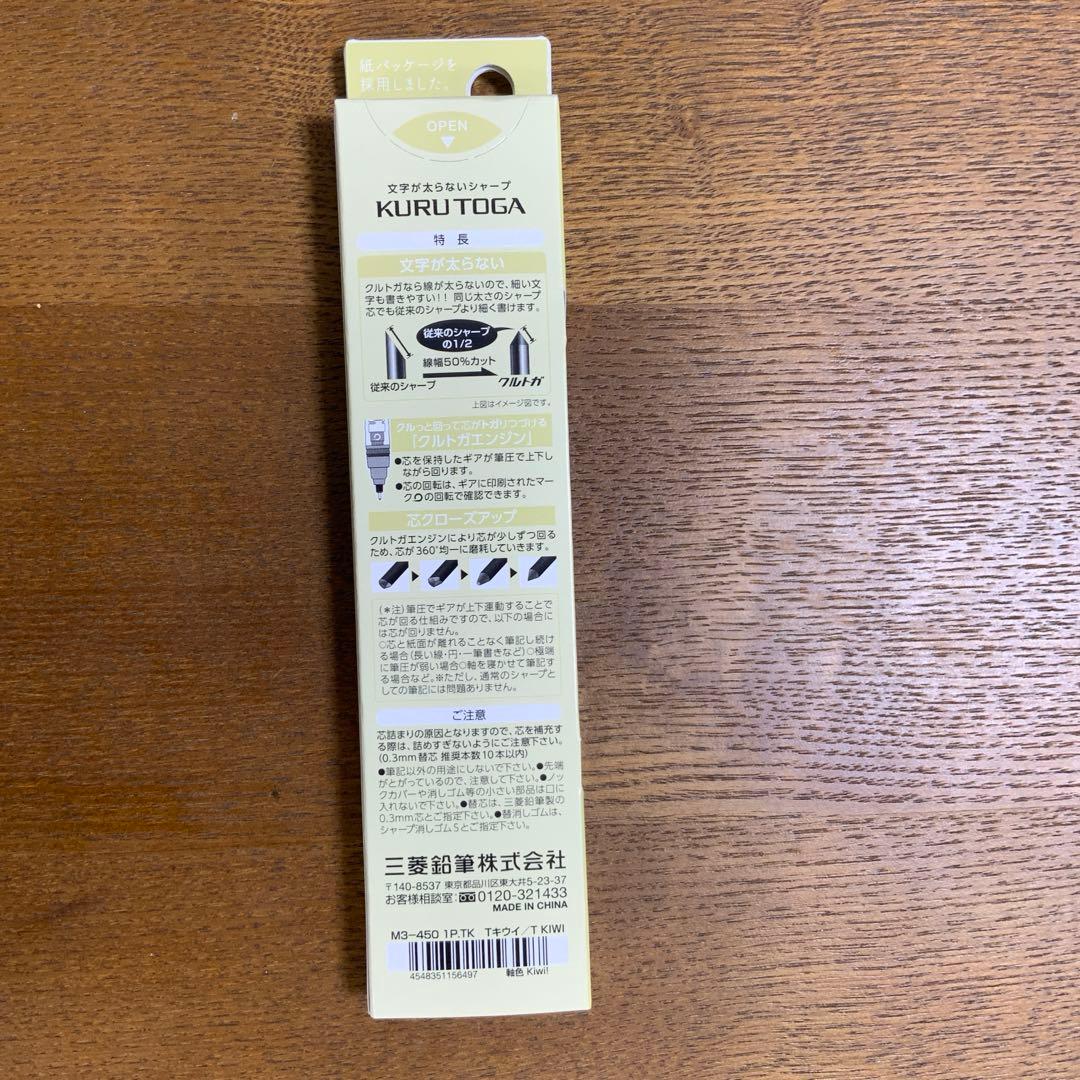 紙パッケージを
採用しました。
OPEN
文字が太らないシャープ
KURU TOGA
特長
文字が太らない
クルトガなら線が太らないので、細い文
字も書きやすい!! 同じ太さのシャープ
芯でも従来のシャープより細く書けます。
従来のシャープ
の1/2
線幅50%カット
従来のシャープ
クルトガ
上図はイメージ図です。
クルっと回って芯がトガりつづける
「クルトガエンジン」
●芯を保持したギアが筆圧で上下し
ながら回ります。
●芯の回転は、ギアに印刷されたマー
クの回転で確認できます。
芯クローズアップ
クルトガエンジンにより芯が少しずつ回る
ため、芯が360°均一に磨耗していきます。
(*注)筆圧でギアが上下運動することで
芯が回る仕組みですので、以下の場合に
は芯が回りません。
○芯と紙面が離れることなく筆記し続け
る場合(長い線・円・一筆書きなど)○極端
に筆圧が弱い場合○軸を寝かせて筆記す
る場合など。※ただし、通常のシャープと
しての筆記には問題ありません。
ご注意
芯詰まりの原因となりますので、芯を補充す
る際は、詰めすぎないようにご注意下さい。
(0.3mm替芯 推奨本数10本以内)
●筆記以外の用途にしないで下さい。●先端
がとがっているので、注意して下さい。●ノッ
クカバーや消しゴム等の小さい部品は口に
入れないで下さい。●替芯は、三菱鉛筆製の
0.3mm芯とご指定下さい。●替消しゴムは、
シャープ消しゴムSとご指定下さい。
三菱鉛筆株式会社
〒140-8537 東京都品川区東大井5-23-37
お客様相談室:0120-321433
MADE IN CHINA
M3-450 1P.TK Tキウイ/T KIWI
4548351156497
軸色 Kiwi!